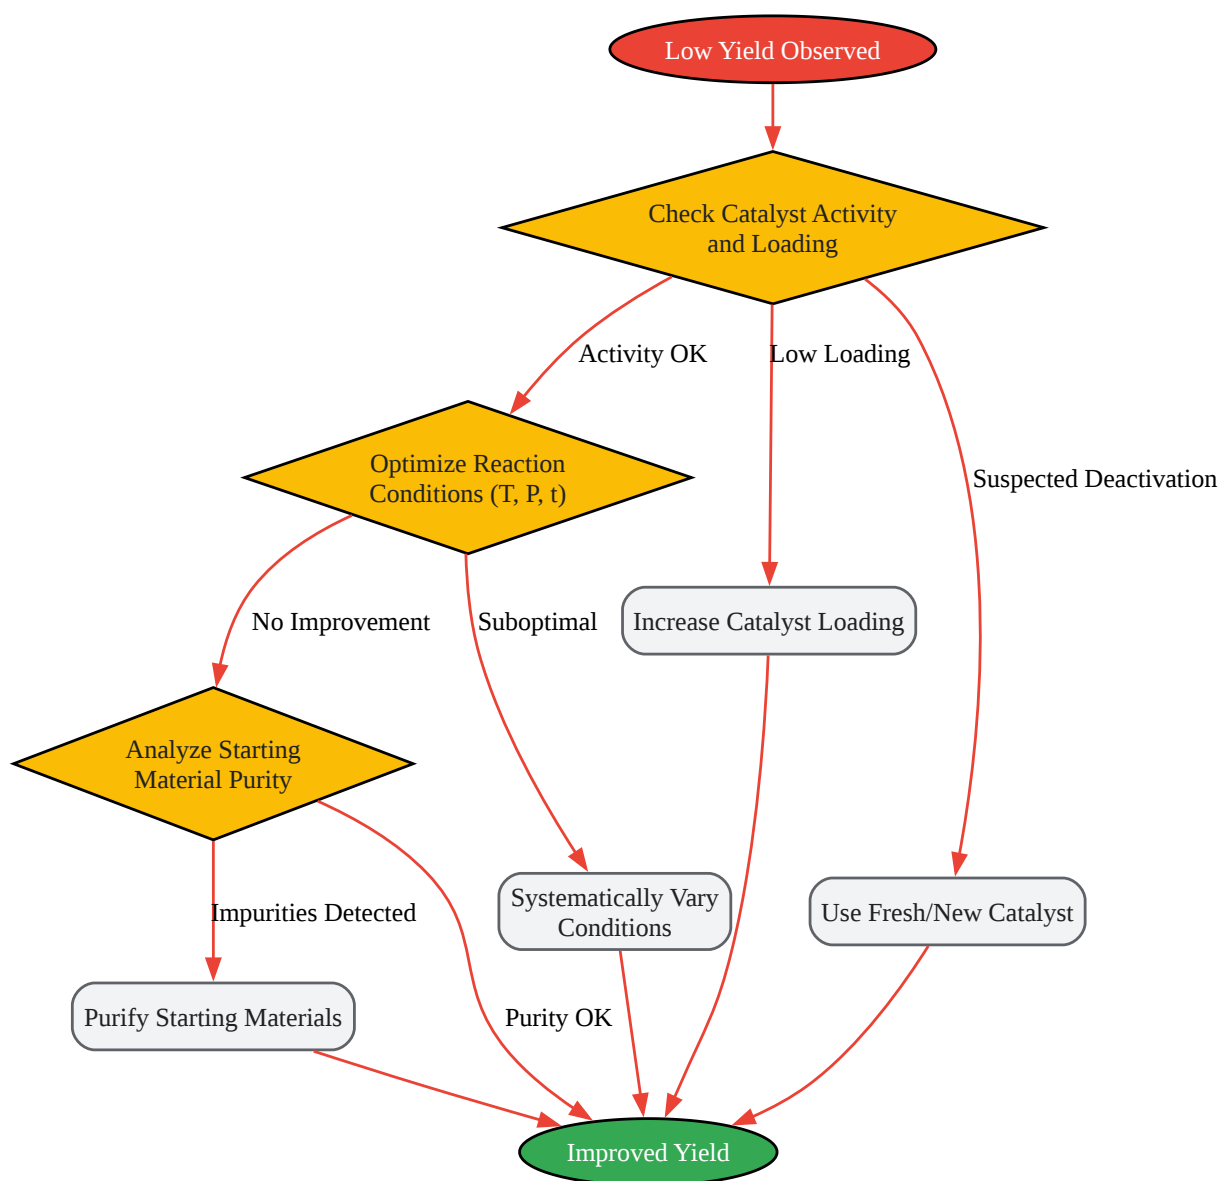 Low Yield Observed
Check Catalyst Activity
and Loading
Activity OK
Low Loading
Optimize Reaction
Conditions (T, P, t)
Suspected Deactivation
No Improvement
Suboptimal
Increase Catalyst Loading
Analyze Starting
Material Purity
Impurities Detected
Systematically Vary
Conditions
Use Fresh/New Catalyst
Purify Starting Materials
Purity OK
Improved Yield